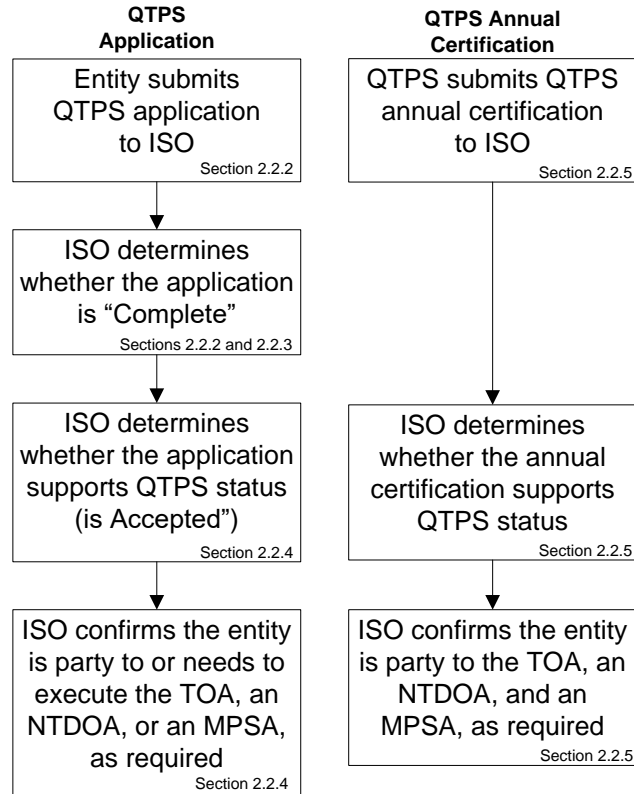 QTPS
Application
Entity submits
QTPS application
to ISO
Section 2.2.2
ISO determines
whether the application
is “Complete”
Sections 2.2.2 and 2.2.3
ISO determines
whether the application
supports QTPS status
(is Accepted”)
Section 2.2.4
ISO confirms the entity
is party to or needs to
execute the TOA, an
NTDOA, or an MPSA,
as required
Section 2.2.4
QTPS Annual
Certification
QTPS submits QTPS
annual certification
to ISO
Section 2.2.5
ISO determines
whether the annual
certification supports
QTPS status
Section 2.2.5
ISO confirms the entity
is party to the TOA, an
NTDOA, and an
MPSA, as required
Section 2.2.5